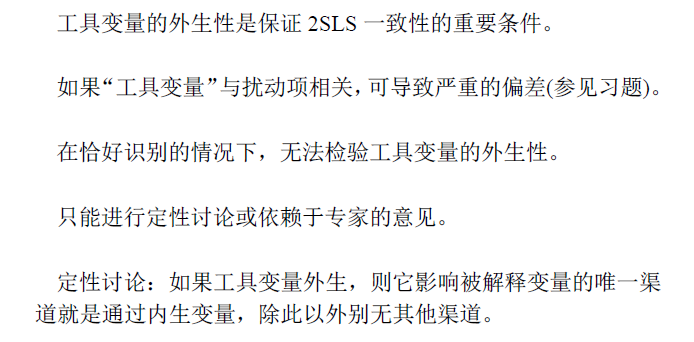 工具变量的外生性是保证 2SLS 一致性的重要条件。
如果“工具变量”与扰动项相关，可导致严重的偏差(参见习题)。
在恰好识别的情况下，无法检验工具变量的外生性。
只能进行定性讨论或依赖于专家的意见。
定性讨论：如果工具变量外生，则它影响被解释变量的唯一渠
道就是通过内生变量，除此以外别无其他渠道。